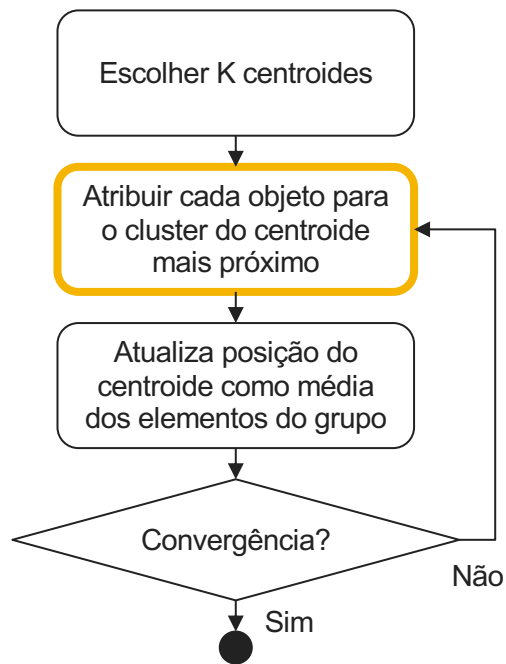 Escolher K centroides
Atribuir cada objeto para
o cluster do centroide
mais próximo
Atualiza posição do
centroide como média
dos elementos do grupo
Convergência?
Não
Sim